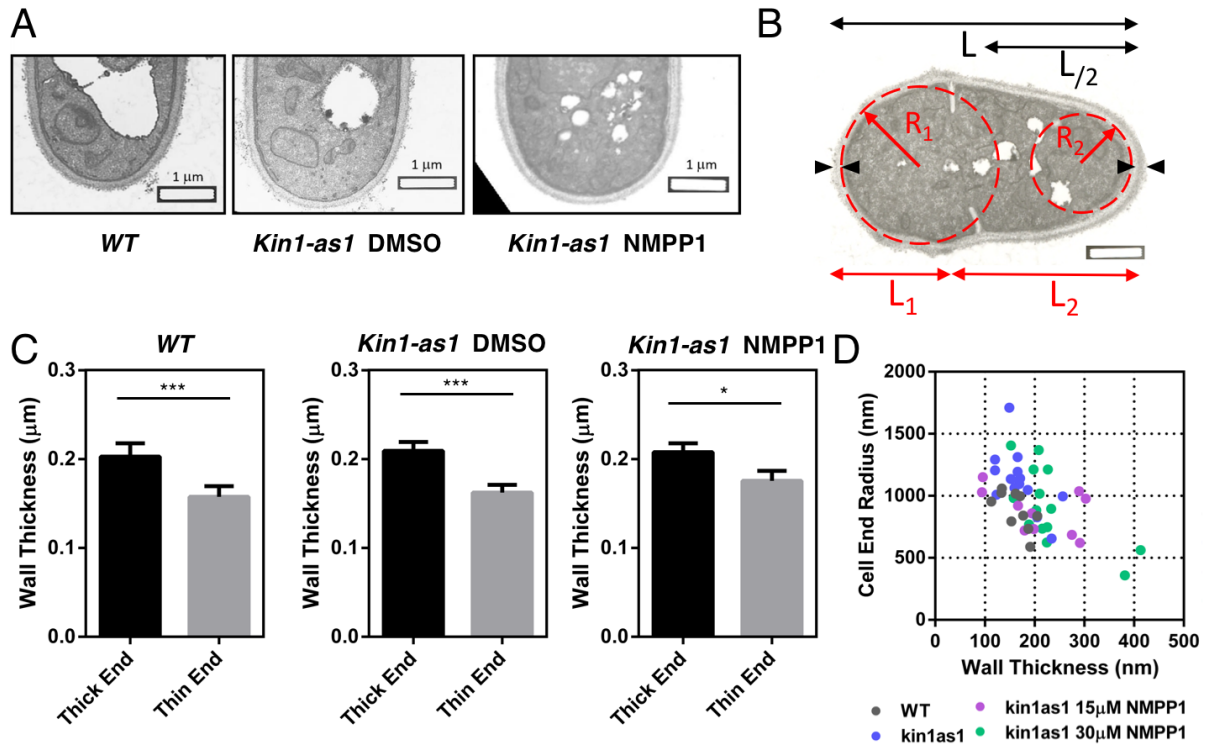 A
1 μm
1 μm
1 μm
WT
Kin1-as1 DMSO
Kin1-as1 NMPP1
B
L
L/2
R1
R2
L1
L2
C
WT
Wall Thickness (μm)
0.3
0.2
0.1
0.0
***
Thick End
Thin End
Kin1-as1 DMSO
Wall Thickness (μm)
0.3
0.2
0.1
0.0
***
Thick End
Thin End
Kin1-as1 NMPP1
Wall Thickness (μm)
0.3
0.2
0.1
0.0
*
Thick End
Thin End
D
Cell End Radius (nm)
2000
1500
1000
500
0
0 100 200 300 400 500
Wall Thickness (nm)
WT
kin1as1
kin1as1 15μM NMPP1
kin1as1 30μM NMPP1